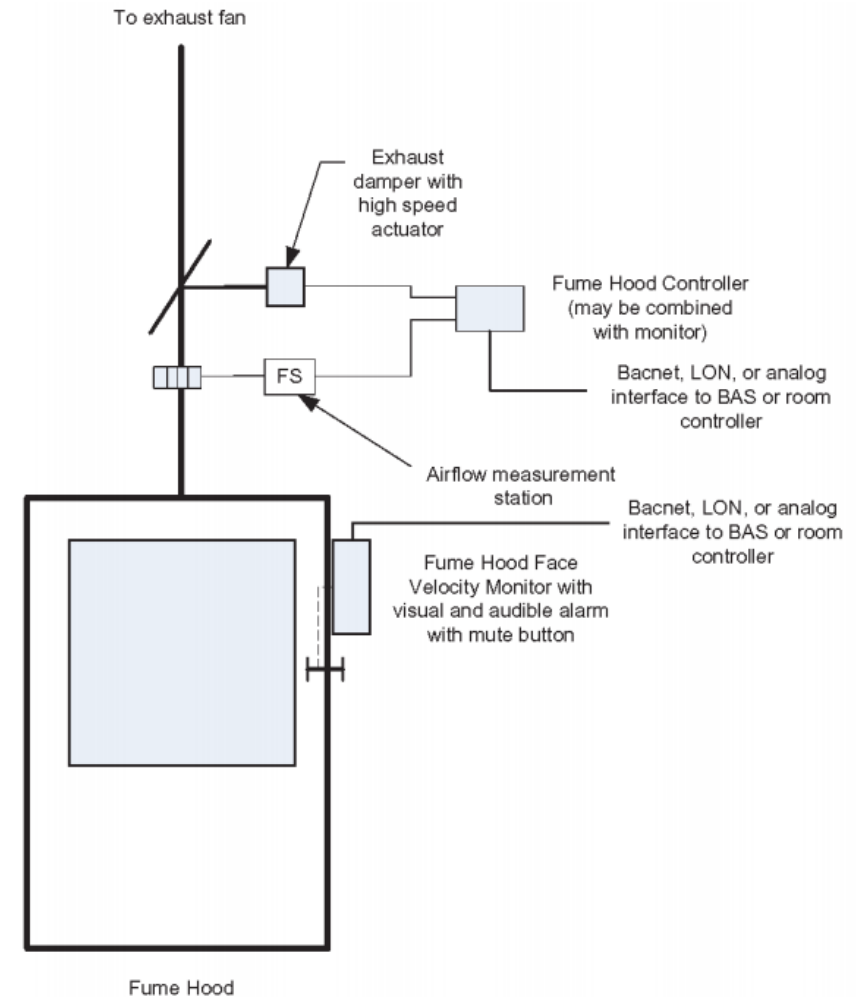 To exhaust fan
Exhaust
damper with
high speed
actuator
Fume Hood Controller
(may be combined
with monitor)
FS
Bacnet, LON, or analog
interface to BAS or room
controller
Airflow measurement
station
Bacnet, LON, or analog
interface to BAS or room
controller
Fume Hood Face
Velocity Monitor with
visual and audible alarm
with mute button
Fume Hood